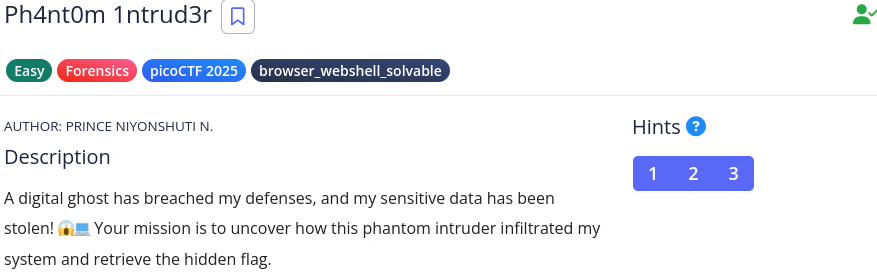 Ph4nt0m 1ntrud3r
Easy Forensics picoCTF 2025 browser_webshell_solvable
AUTHOR: PRINCE NIYONSHUTI N.
Description
A digital ghost has breached my defenses, and my sensitive data has been
stolen! 😱💻 Your mission is to uncover how this phantom intruder infiltrated my
system and retrieve the hidden flag.
Hints ?
1 2 3